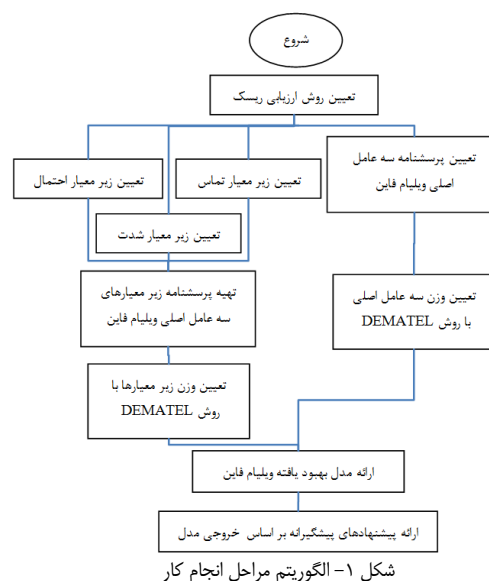 شروع
تعیین روش ارزیابی ریسک
تعیین پرسشنامه سه عامل
اصلی ویلیام فاین
تعیین زیر معیار تماس
تعیین زیر معیار احتمال
تعیین زیر معیار شدت
تعیین وزن سه عامل اصلی
با روش DEMATEL
تهیه پرسشنامه زیر معیارهای
سه عامل اصلی ویلیام فاین
تعیین وزن زیر معیارها با
روش DEMATEL
ارائه مدل بهبود یافته ویلیام فاین
ارائه پیشنهادهای پیشگیرانه بر اساس خروجی مدل
شکل ۱- الگوریتم مراحل انجام کار